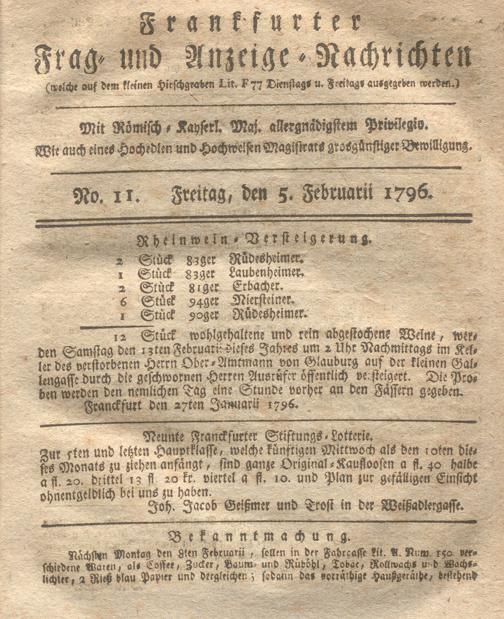 Frankfurter
Frag- und Anzeige-Nachrichten
(welche auf dem kleinen Hirschgraben Lit. F 77 Dienstags u. Freitags ausgegeben werden.)
Mit Römisch-Kayserl. Maj. allergnädigstem Privilegio.
Wie auch eines Hochedlen und Hochweisen Magistrats grosgünstiger Bewilligung.
No. 11. Freitag, den 5. Februarii 1796.
Rheinwein-Versteigerung.
2 Stück 83ger Rüdesheimer.
1 Stück 83ger Laubenheimer.
2 Stück 81ger Erbacher.
6 Stück 94ger Niersteiner.
1 Stück 90ger Rüdesheimer.
12 Stück wohlgehaltene und rein abgestochene Weine, wer-
den Samstag den 13ten Februarii dieses Jahres um 2 Uhr Nachmittags im Kel-
ler des verstorbenen Herrn Ober-Amtmann von Glauburg auf der kleinen Gal-
lengasse durch die geschwornen Herren Ausrüfer öffentlich versteigert. Die Pro-
ben werden den nemlichen Tag eine Stunde vorher an den Fässern gegeben.
Franckfurt den 27ten Januarii 1796.
Neunte Franckfurter Stiftungs-Lotterie.
Zur 5ten und letzten Hauptklasse, welche künftigen Mittwoch als den 10ten die-
ses Monats zu ziehen anfängt, sind ganze Original-Kaufloosen a fl. 40 halbe
a fl. 20. drittel 13 fl 20 kr. viertel a fl. 10. und Plan zur gefälligen Einsicht
ohnentgeldlich bei uns zu haben.
Joh. Jacob Geißmer und Trost in der Weißadlergasse.
Bekanntmachung.
Nächsten Montag den 8ten Februarii, sollen in der Fahrgasse Lit. A. Num. 150 ver-
schiedene Waren, als Coffee, Zucker, Baum- und Rüböhl, Tobac, Rollwachs und Wachs-
lichter, 2 Rieß blau Papier und dergleichen; sodann das vorräthige Hausgeräthe, bestehend